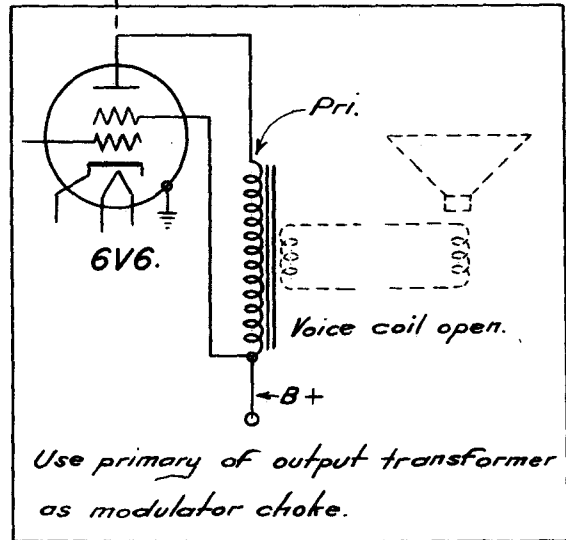 Pri.
6V6.
Voice coil open.
B+
Use primary of output transformer
as modulator choke.